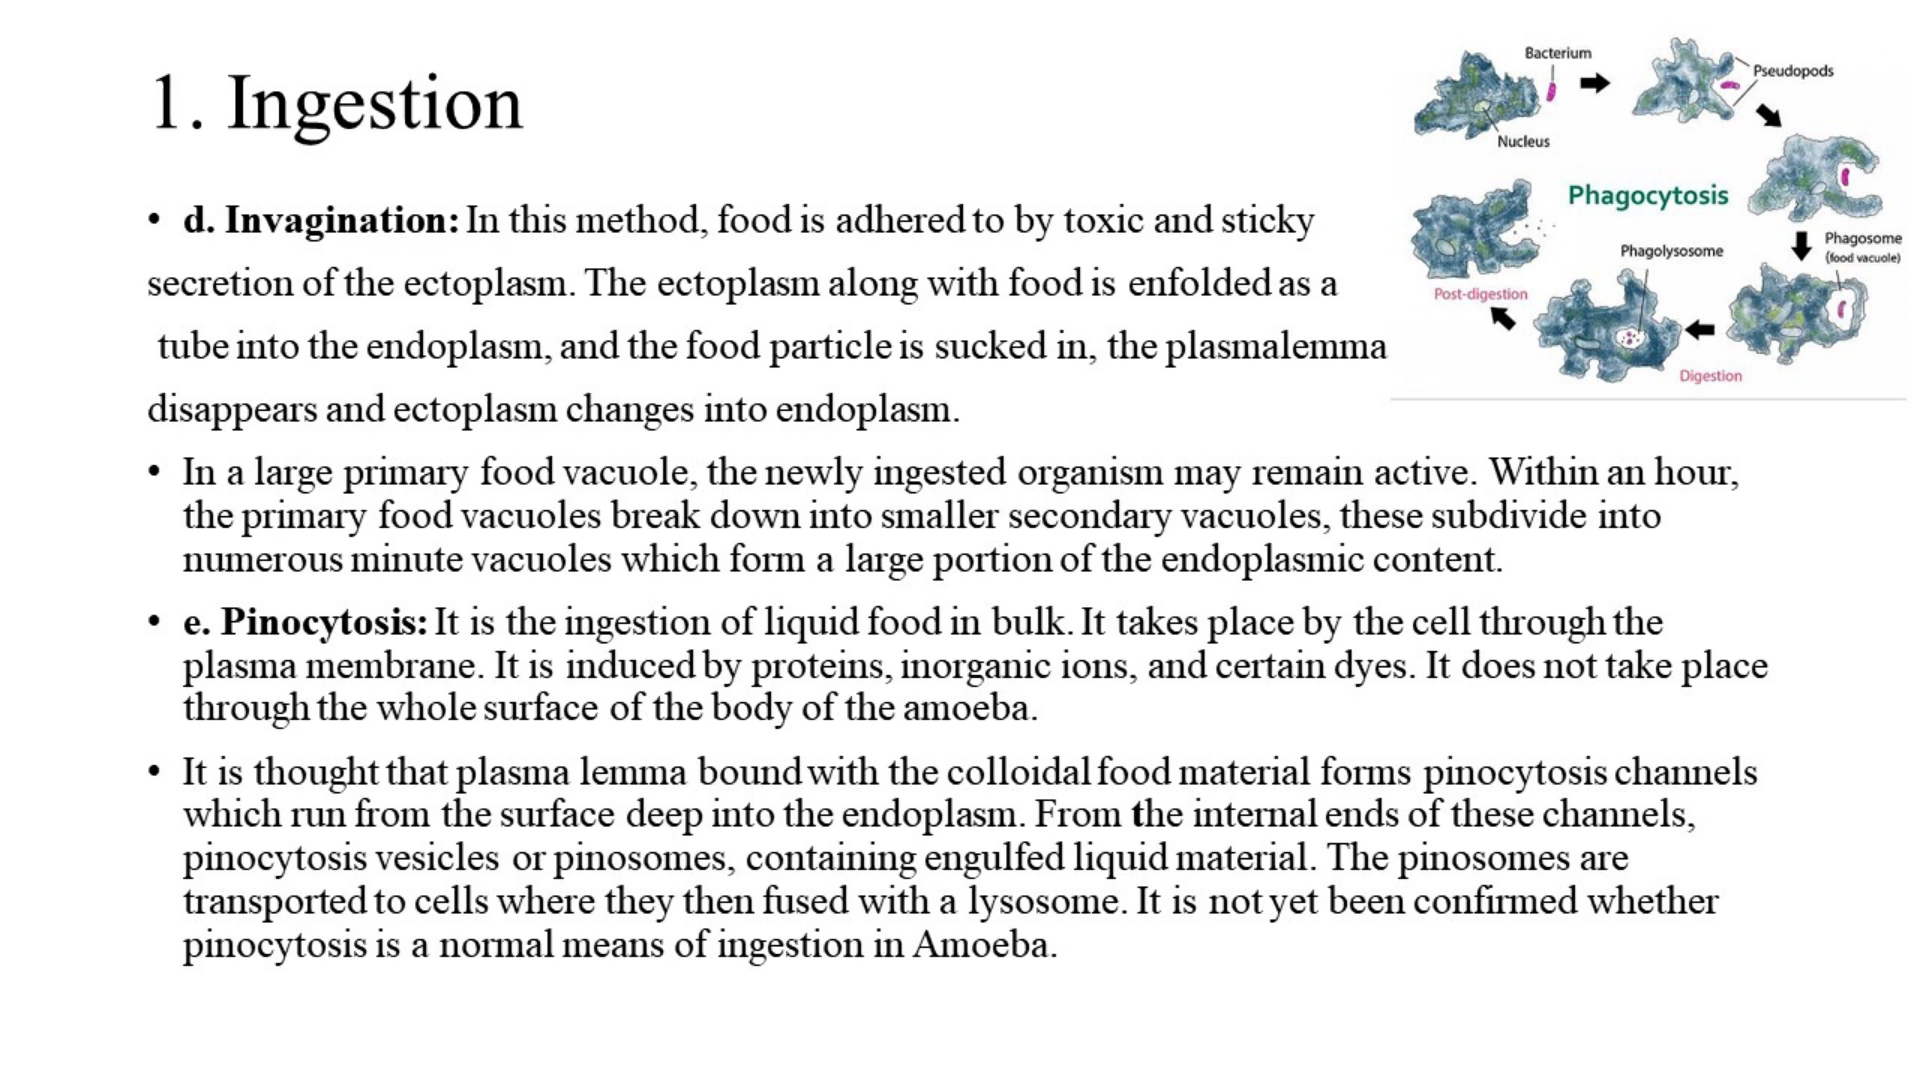 1. Ingestion
• d. Invagination: In this method, food is adhered to by toxic and sticky
secretion of the ectoplasm. The ectoplasm along with food is enfolded as a
tube into the endoplasm, and the food particle is sucked in, the plasmalemma
disappears and ectoplasm changes into endoplasm.
• In a large primary food vacuole, the newly ingested organism may remain active. Within an hour,
the primary food vacuoles break down into smaller secondary vacuoles, these subdivide into
numerous minute vacuoles which form a large portion of the endoplasmic content.
• e. Pinocytosis: It is the ingestion of liquid food in bulk. It takes place by the cell through the
plasma membrane. It is induced by proteins, inorganic ions, and certain dyes. It does not take place
through the whole surface of the body of the amoeba.
• It is thought that plasma lemma bound with the colloidal food material forms pinocytosis channels
which run from the surface deep into the endoplasm. From the internal ends of these channels,
pinocytosis vesicles or pinosomes, containing engulfed liquid material. The pinosomes are
transported to cells where they then fused with a lysosome. It is not yet been confirmed whether
pinocytosis is a normal means of ingestion in Amoeba.
Bacterium
Pseudopods
Nucleus
Phagocytosis
Phagosome
(food vacuole)
Phagolysosome
Post-digestion
Digestion